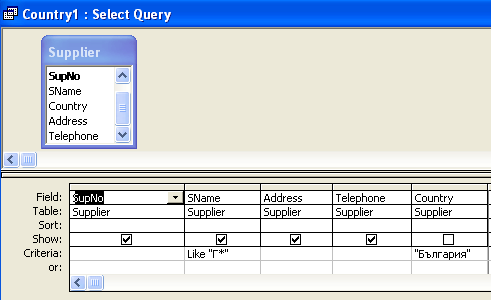 Country1 : Select Query
Supplier
SupNo
SName
Country
Address
Telephone
Field: SupNo SName Address Telephone Country
Table: Supplier Supplier Supplier Supplier Supplier
Sort:
Show:
Criteria: Like "Г*" "България"
or: